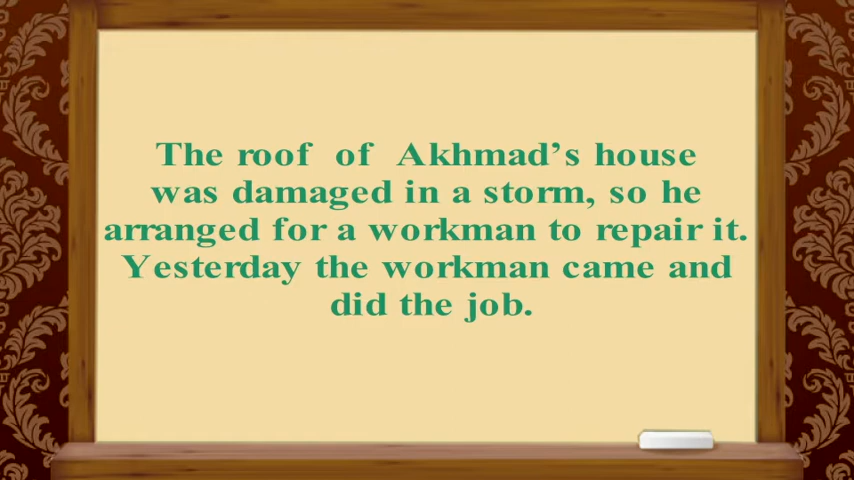 The roof of Akhmad’s house
was damaged in a storm, so he
arranged for a workman to repair it.
Yesterday the workman came and
did the job.